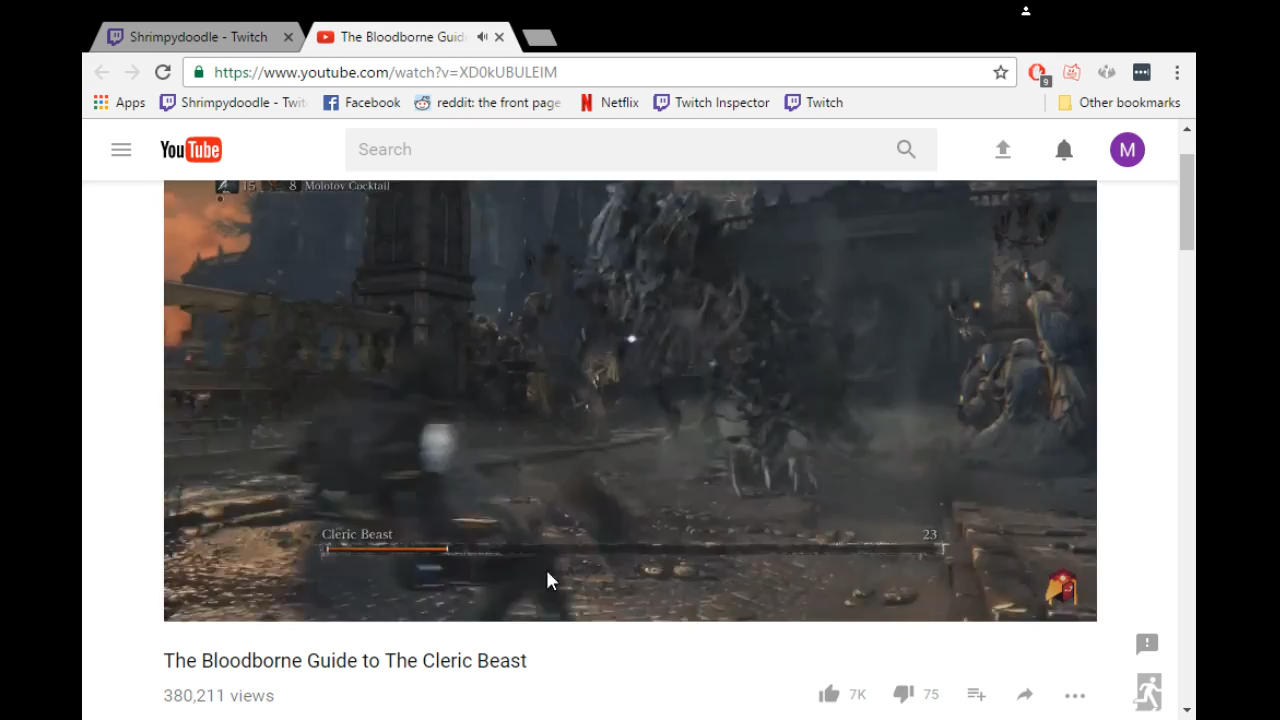 Shrimpydoodle - Twitch
The Bloodborne Guid
https://www.youtube.com/watch?v=XD0kUBULEIM
9
Apps Shrimpydoodle - Twit Facebook reddit: the front page Netflix Twitch Inspector Twitch Other bookmarks
YouTube
Search
M
15 8 Molotov Cocktail
Cleric Beast 23
The Bloodborne Guide to The Cleric Beast
380,211 views
7K 75